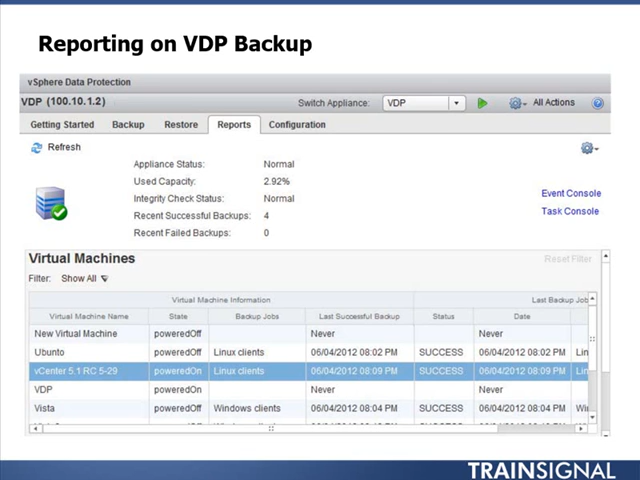 Reporting on VDP Backup
vSphere Data Protection
VDP (100.10.1.2) Switch Appliance: VDP All Actions
Getting Started Backup Restore Reports Configuration
Refresh
Appliance Status: Normal
Used Capacity: 2.92%
Integrity Check Status: Normal
Recent Successful Backups: 4
Recent Failed Backups: 0
Event Console
Task Console
Virtual Machines Reset Filter
Filter: Show All
Virtual Machine Information Last Backup Job
Virtual Machine Name State Backup Jobs Last Successful Backup Status Date
New Virtual Machine poweredOff Never Never
Ubunto poweredOff Linux clients 06/04/2012 08:02 PM SUCCESS 06/04/2012 08:02 PM Lin
vCenter 5.1 RC 5-29 poweredOn Linux clients 06/04/2012 08:09 PM SUCCESS 06/04/2012 08:09 PM Lin
VDP poweredOn Never Never
Vista poweredOff Windows clients 06/04/2012 08:04 PM SUCCESS 06/04/2012 08:04 PM Wi
TRAINSIGNAL